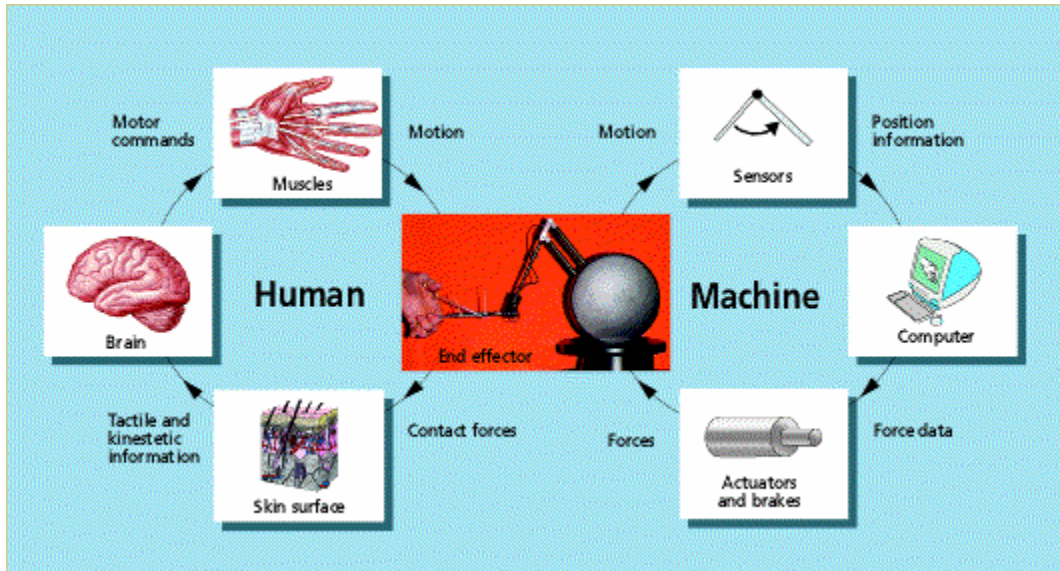 Motor
commands
Motion
Muscles
Motion
Position
information
Sensors
Brain
Human
End effector
Machine
Computer
Tactile and
kinestetic
information
Skin surface
Contact forces
Forces
Actuators
and brakes
Force data